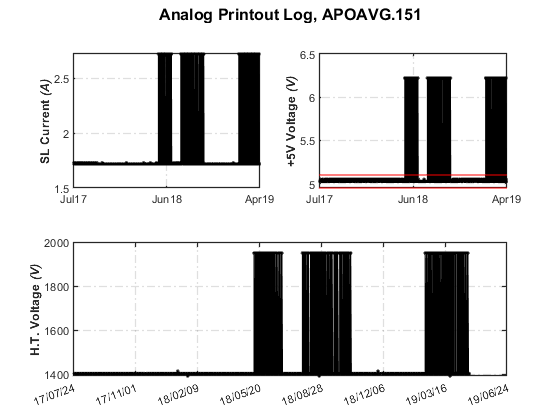 Analog Printout Log, APOAVG.151
SL Current (A)
2.5
2
1.5
Jul17 Jun18 Apr19
+5V Voltage (V)
6.5
6
5.5
5
Jul17 Jun18 Apr19
H.T. Voltage (V)
2000
1800
1600
1400
17/07/24 17/11/01 18/02/09 18/05/20 18/08/28 18/12/06 19/03/16 19/06/24